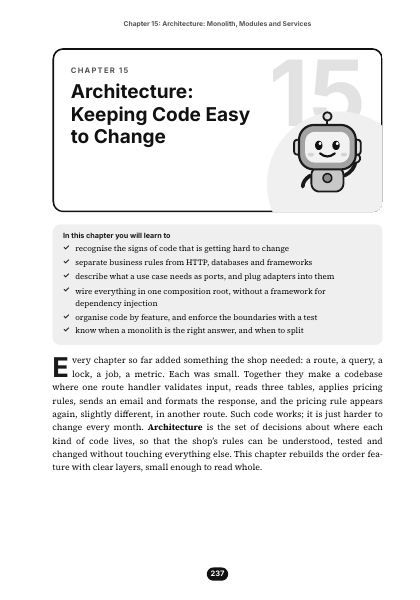 Chapter 15: Architecture: Monolith, Modules and Services
CHAPTER 15
15
Architecture:
Keeping Code Easy
to Change
In this chapter you will learn to
✓ recognise the signs of code that is getting hard to change
✓ separate business rules from HTTP, databases and frameworks
✓ describe what a use case needs as ports, and plug adapters into them
✓ wire everything in one composition root, without a framework for
dependency injection
✓ organise code by feature, and enforce the boundaries with a test
✓ know when a monolith is the right answer, and when to split
Every chapter so far added something the shop needed: a route, a query, a
lock, a job, a metric. Each was small. Together they make a codebase
where one route handler validates input, reads three tables, applies pricing
rules, sends an email and formats the response, and the pricing rule appears
again, slightly different, in another route. Such code works; it is just harder to
change every month. Architecture is the set of decisions about where each
kind of code lives, so that the shop's rules can be understood, tested and
changed without touching everything else. This chapter rebuilds the order fea-
ture with clear layers, small enough to read whole.
237